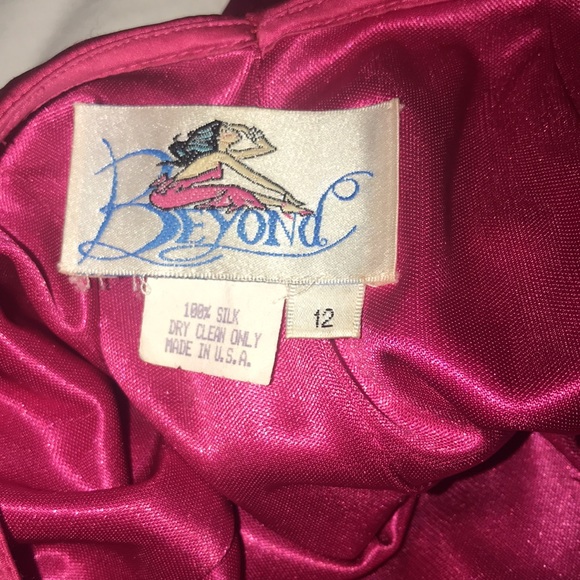 BEYOND
100% SILK
DRY CLEAN ONLY
MADE IN U.S.A.
12